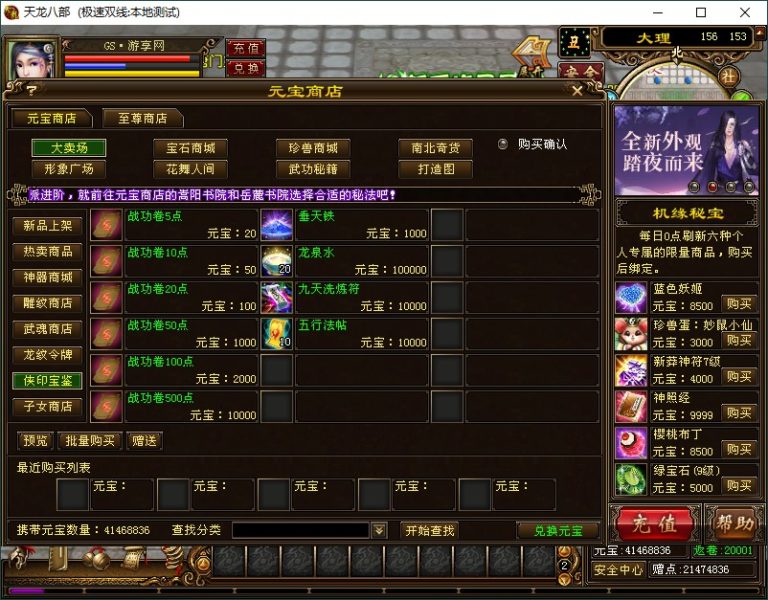 天龙八部 (极速双线:本地测试)
GS·游享网
充值
兑换
门
丑
大理 156 153
北
安全
社
? 元宝商店
元宝商店 至尊商店
大卖场 宝石商城 珍兽商城 南北奇货 购买确认
形象广场 花舞人间 武功秘籍 打造图
派进阶，就前往元宝商店的嵩阳书院和岳麓书院选择合适的秘法吧！
新品上架
热卖商品
神器商城
雕纹商店
武魂商店
龙纹令牌
侠印宝鉴
子女商店
战功卷5点 元宝：20
垂天铁 元宝：1000
战功卷10点 元宝：50
20 龙泉水 元宝：100000
战功卷20点 元宝：100
九天洗炼符 元宝：10000
战功卷50点 元宝：1000
10 五行法帖 元宝：10000
战功卷100点 元宝：2000
战功卷500点 元宝：10000
预览 批量购买 赠送
最近购买列表
元宝： 元宝： 元宝： 元宝： 元宝：
携带元宝数量：41468836 查找分类 开始查找 兑换元宝
全新外观
踏夜而来
机缘秘宝
每日0点刷新六种个
人专属的限量商品，购买
后绑定。
蓝色妖姬
元宝：8500 购买
珍兽蛋：妙鼠小仙
元宝：3000 购买
新莽神符7级
元宝：4000 购买
神照经
元宝：9999 购买
樱桃布丁
元宝：8500 购买
绿宝石(9级)
元宝：5000 购买
充值 帮助
元宝:41468836 返卷:20001
安全中心 赠点:21474836
2